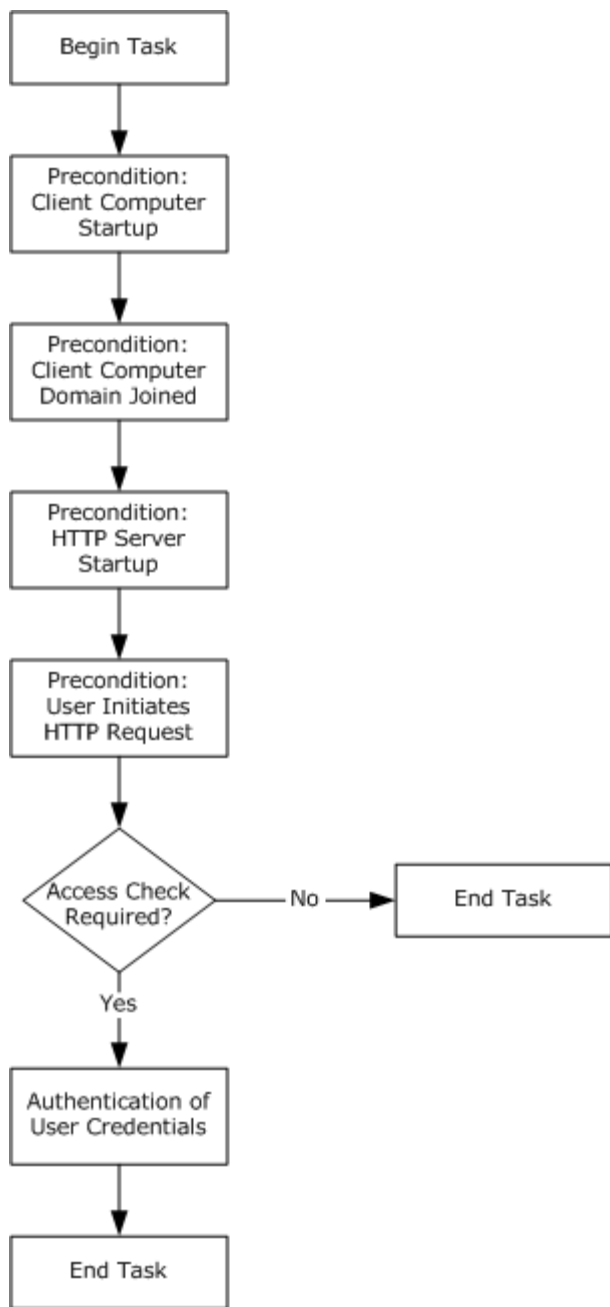 Begin Task
Precondition:
Client Computer
Startup
Precondition:
Client Computer
Domain Joined
Precondition:
HTTP Server
Startup
Precondition:
User Initiates
HTTP Request
Access Check
Required?
No
End Task
Yes
Authentication of
User Credentials
End Task